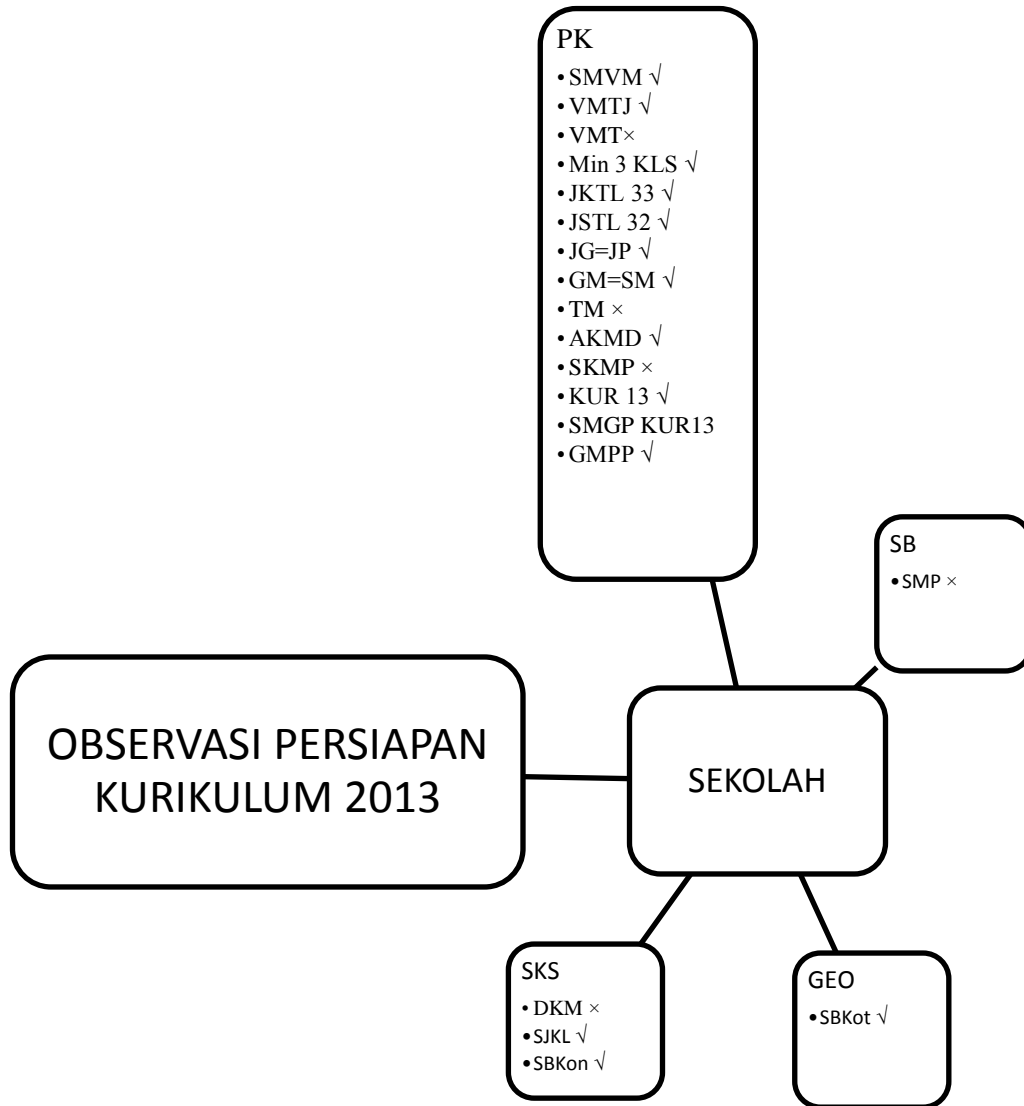 PK
• SMVM √
• VMTJ √
• VMT×
• Min 3 KLS √
• JKTL 33 √
• JSTL 32 √
• JG=JP √
• GM=SM √
• TM ×
• AKMD √
• SKMP ×
• KUR 13 √
• SMGP KUR13
• GMPP √
SB
• SMP ×
OBSERVASI PERSIAPAN
KURIKULUM 2013
SEKOLAH
SKS
• DKM ×
• SJKL √
• SBKon √
GEO
• SBKot √